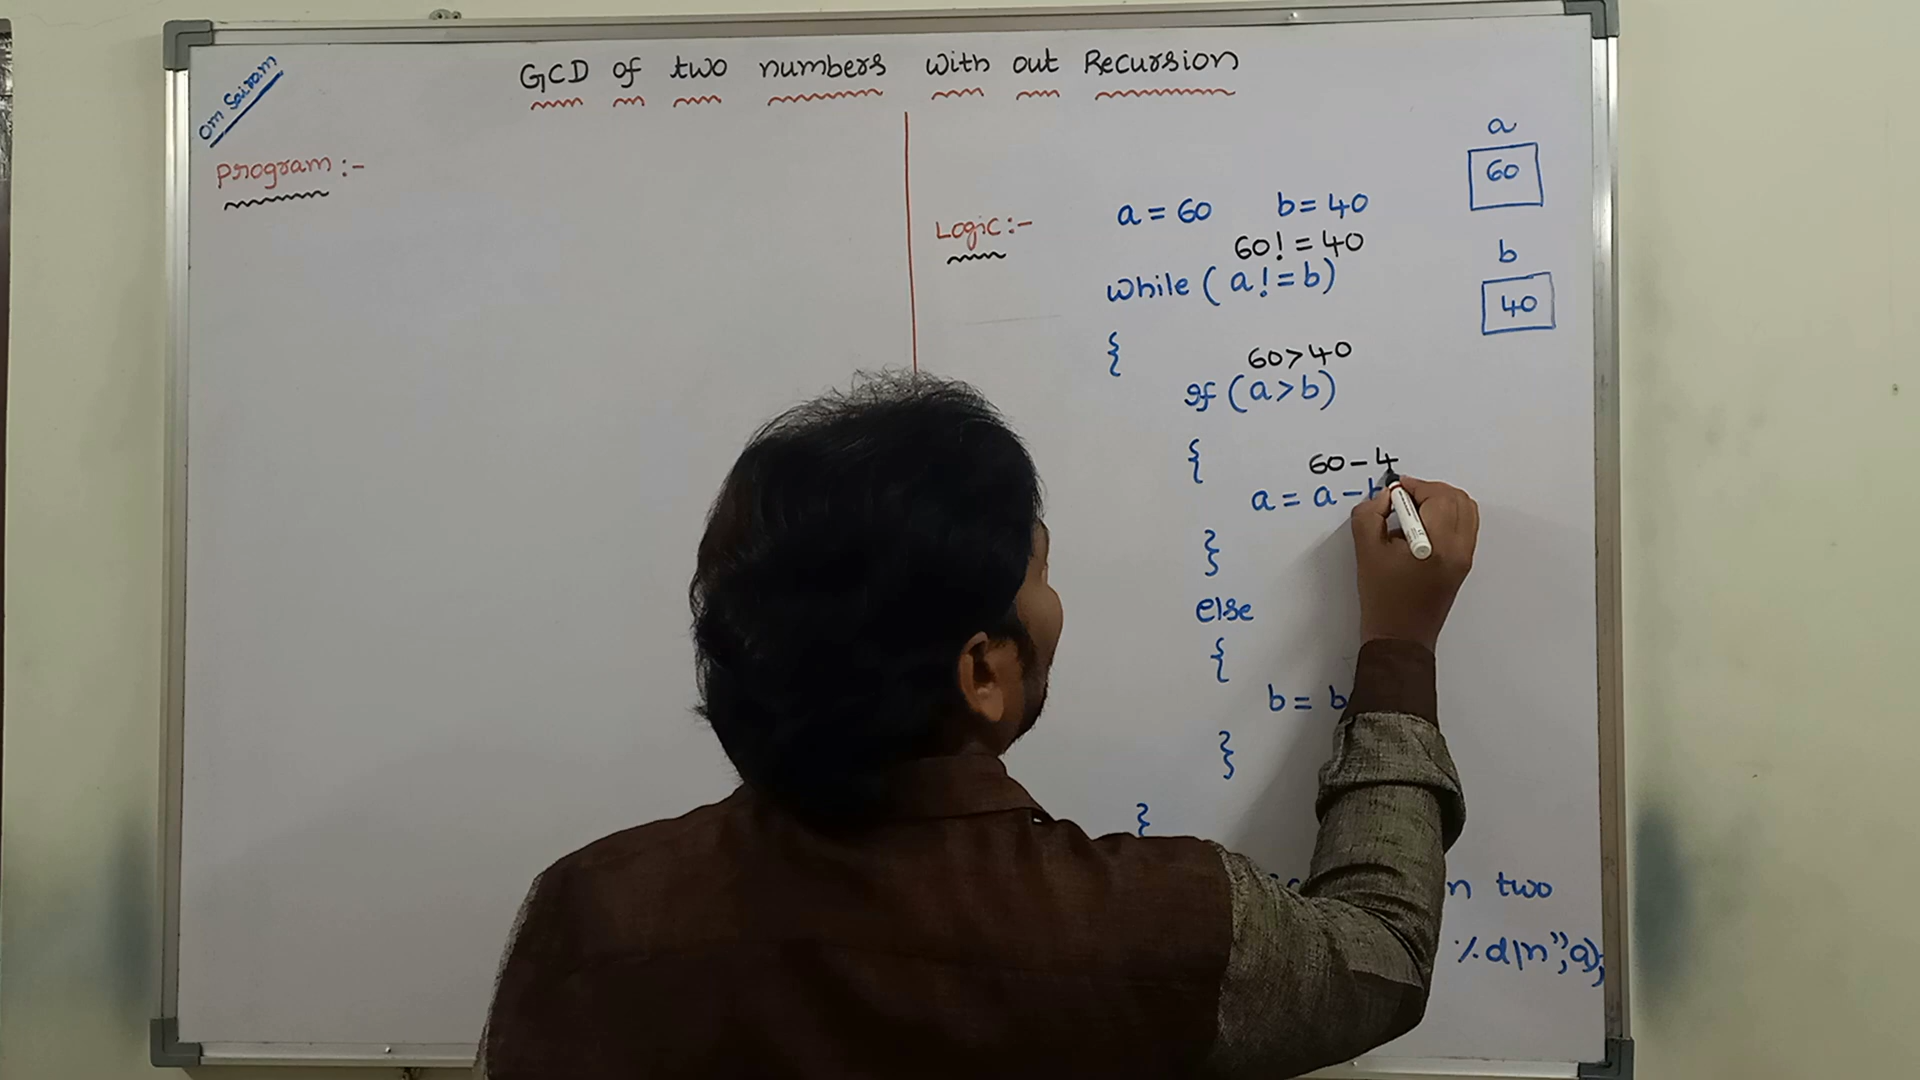 Om Sairam
GCD of two numbers with out Recursion
Program :-
Logic :-
a = 60 b = 40
60 != 40
while ( a != b )
{
60 > 40
if ( a > b )
{
60 - 4
a = a -
}
else
{
b = b
}
}
n two
%d\n", a);
a
60
b
40